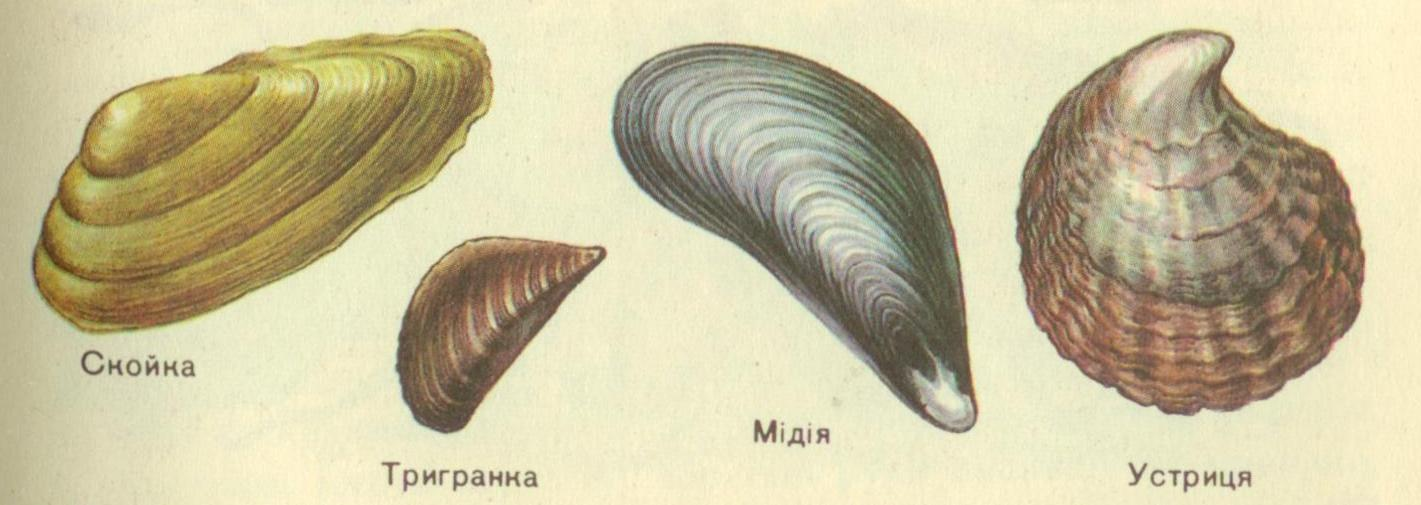 Скойка
Тригранка
Мідія
Устриця